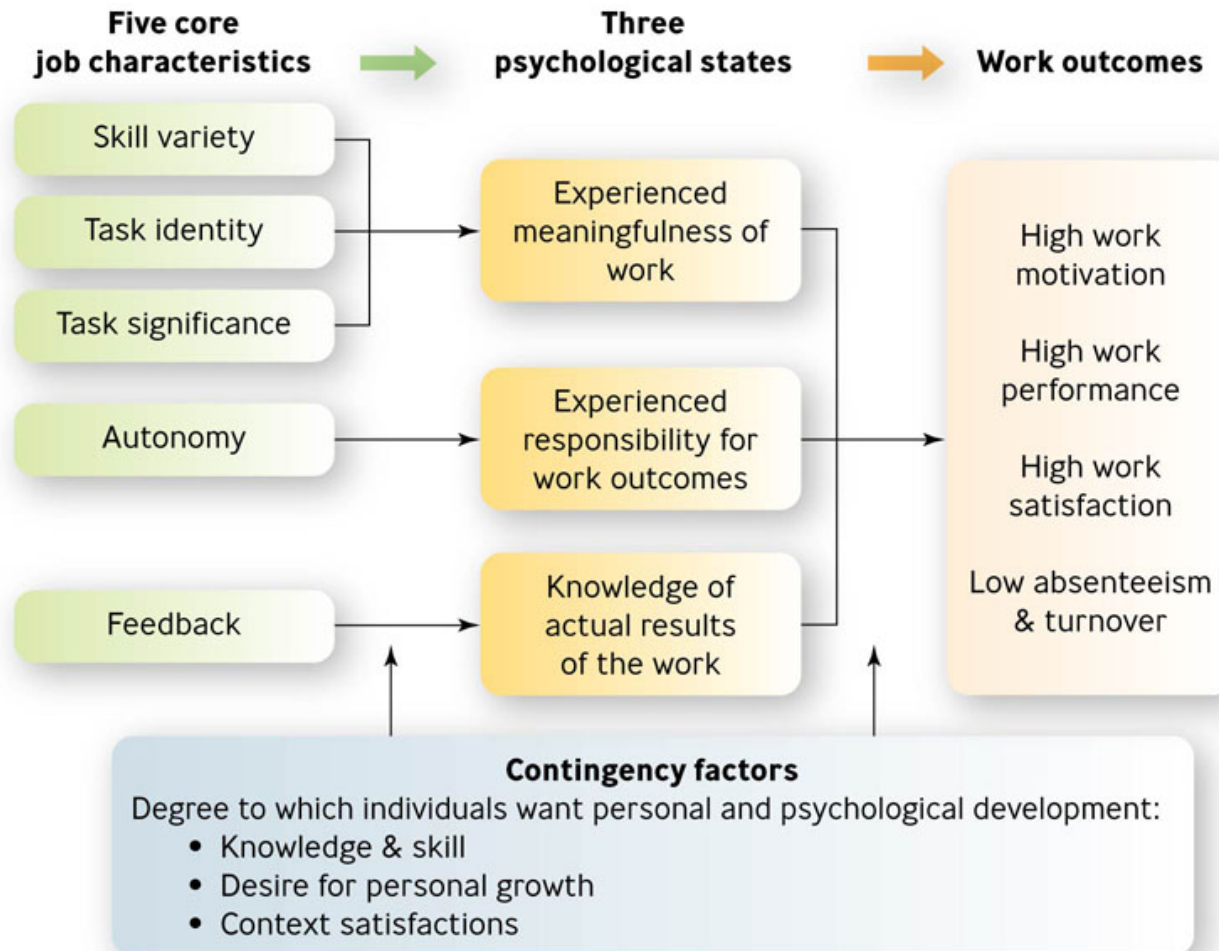 Five core
job characteristics
Three
psychological states
Work outcomes
Skill variety
Task identity
Task significance
Autonomy
Feedback
Experienced
meaningfulness of
work
Experienced
responsibility for
work outcomes
Knowledge of
actual results
of the work
High work
motivation
High work
performance
High work
satisfaction
Low absenteeism
& turnover
Contingency factors
Degree to which individuals want personal and psychological development:
• Knowledge & skill
• Desire for personal growth
• Context satisfactions